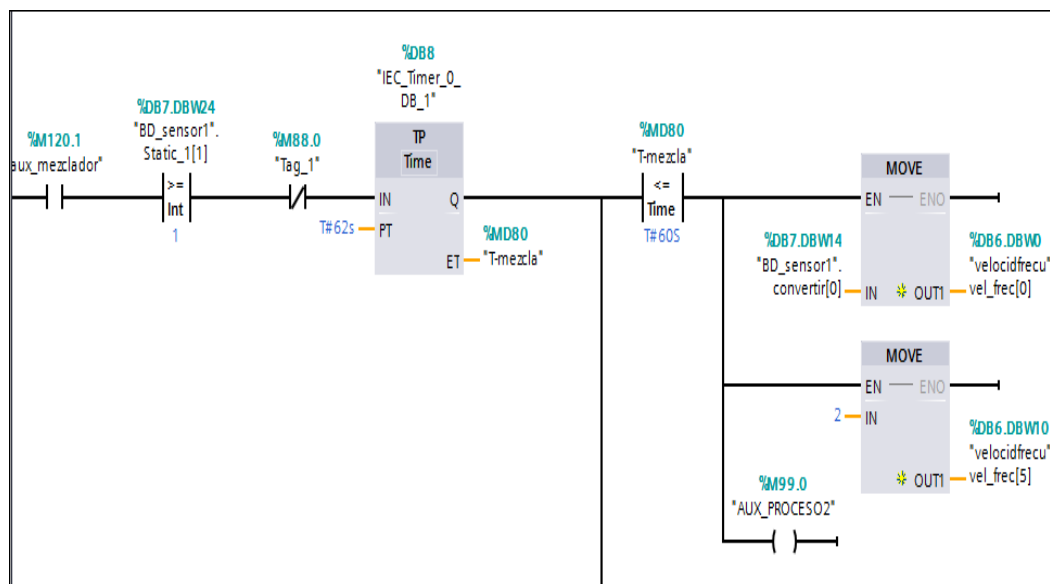 %DB8
"IEC_Timer_0_
DB_1"
%DB7.DBW24
"BD_sensor1".
Static_1[1]
%M120.1
aux_mezclador"
%M88.0
"Tag_1"
%MD80
"T-mezcla"
TP
Time
MOVE
>=
Int
1
<=
Time
T#60S
IN
Q
EN
ENO
T#62s
PT
%MD80
ET
"T-mezcla"
%DB7.DBW14
"BD_sensor1".
convertir[0]
IN
OUT1
%DB6.DBW0
"velocidfrecu"
vel_frec[0]
MOVE
EN
ENO
2
IN
%DB6.DBW10
"velocidfrecu"
OUT1
vel_frec[5]
%M99.0
"AUX_PROCESO2"
( )